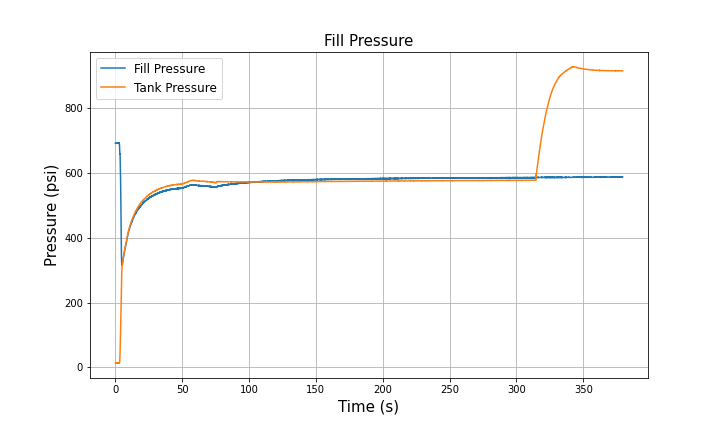 Fill Pressure
Fill Pressure
Tank Pressure
800
600
400
200
0
Pressure (psi)
0 50 100 150 200 250 300 350
Time (s)